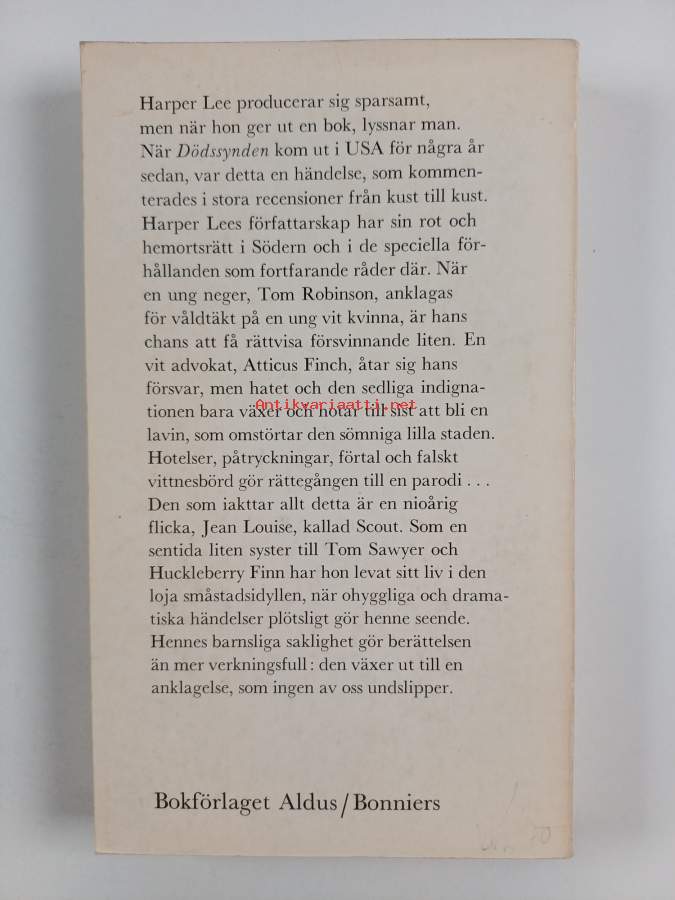 Harper Lee producerar sig sparsamt,
men när hon ger ut en bok, lyssnar man.
När Dödssynden kom ut i USA för några år
sedan, var detta en händelse, som kommen-
terades i stora recensioner från kust till kust.
Harper Lees författarskap har sin rot och
hemortsrätt i Södern och i de speciella för-
hållanden som fortfarande råder där. När
en ung neger, Tom Robinson, anklagas
för våldtäkt på en ung vit kvinna, är hans
chans att få rättvisa försvinnande liten. En
vit advokat, Atticus Finch, åtar sig hans
försvar, men hatet och den sedliga indigna-
tionen bara växer och hotar till sist att bli en
Antikvariaatti.net
lavin, som omstörtar den sömniga lilla staden.
Hotelser, påtryckningar, förtal och falskt
vittnesbörd gör rättegången till en parodi . . .
Den som iakttar allt detta är en nioårig
flicka, Jean Louise, kallad Scout. Som en
sentida liten syster till Tom Sawyer och
Huckleberry Finn har hon levat sitt liv i den
loja småstadsidyllen, när ohyggliga och drama-
tiska händelser plötsligt gör henne seende.
Hennes barnsliga saklighet gör berättelsen
än mer verkningsfull: den växer ut till en
anklagelse, som ingen av oss undslipper.
Bokförlaget Aldus/Bonniers